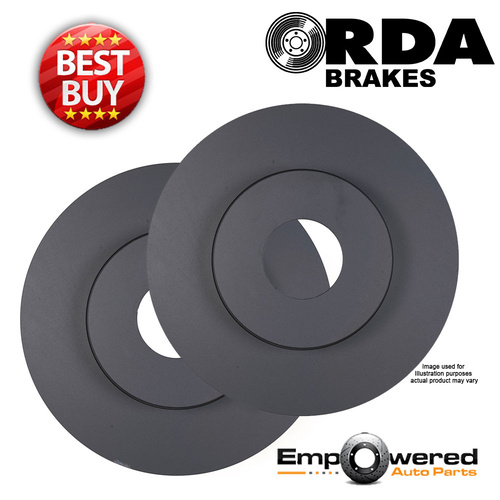 BEST
BUY
RDA
BRAKES
Image used for
Illustration purposes
actual product may vary
Empowered
Auto Parts